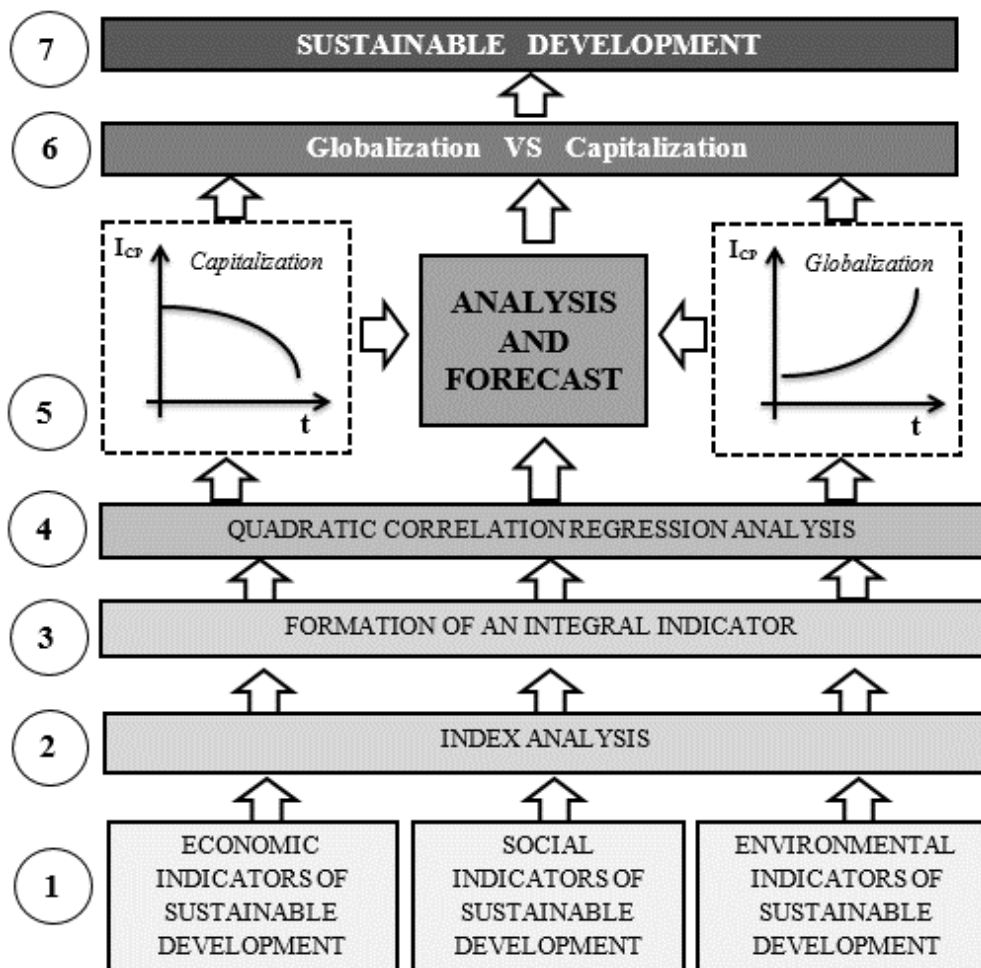 7
SUSTAINABLE DEVELOPMENT
6
Globalization VS Capitalization
I_CP
Capitalization
t
ANALYSIS
AND
FORECAST
I_CP
Globalization
t
5
4
QUADRATIC CORRELATION REGRESSION ANALYSIS
3
FORMATION OF AN INTEGRAL INDICATOR
2
INDEX ANALYSIS
1
ECONOMIC
INDICATORS OF
SUSTAINABLE
DEVELOPMENT
SOCIAL
INDICATORS OF
SUSTAINABLE
DEVELOPMENT
ENVIRONMENTAL
INDICATORS OF
SUSTAINABLE
DEVELOPMENT